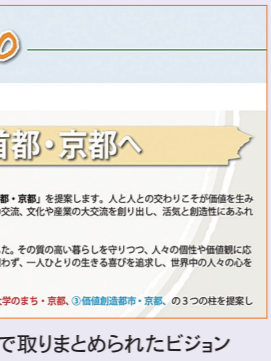 首都・京都へ
都・京都」を提案します。人と人との交わりこそが価値を生み
交流、文化や産業の大交流を創り出し、活気と創造性にあふれ
た。その質の高い暮らしを守りつつ、人々の個性や価値観に応
わず、一人ひとりの生きる喜びを追求し、世界中の人々の心を
学のまち・京都、③価値創造都市・京都、の3つの柱を提案し
で取りまとめられたビジョン